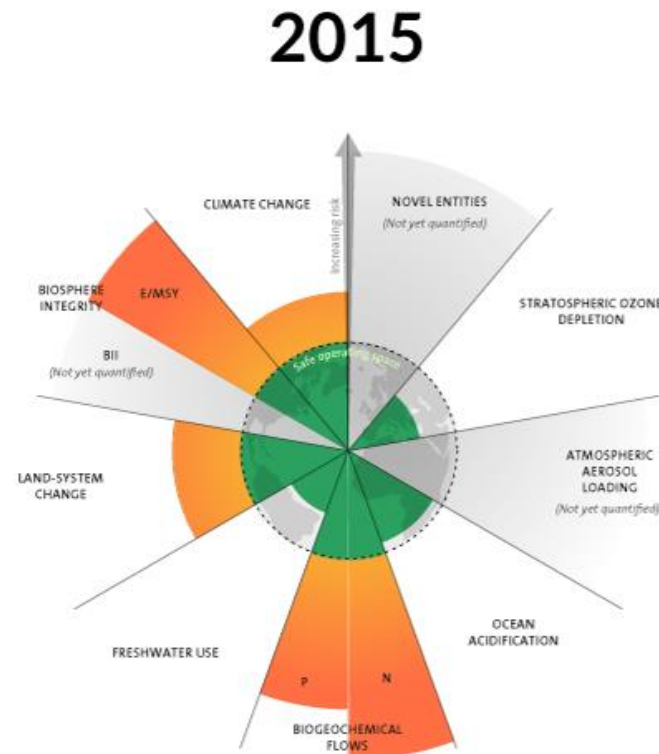 2015
CLIMATE CHANGE
Increasing risk
NOVEL ENTITIES
(Not yet quantified)
STRATOSPHERIC OZONE
DEPLETION
ATMOSPHERIC
AEROSOL
LOADING
(Not yet quantified)
OCEAN
ACIDIFICATION
N
P
BIOGEOCHEMICAL
FLOWS
FRESHWATER USE
LAND-SYSTEM
CHANGE
BIOSPHERE
INTEGRITY
E/MSY
BII
(Not yet quantified)
Safe operating space